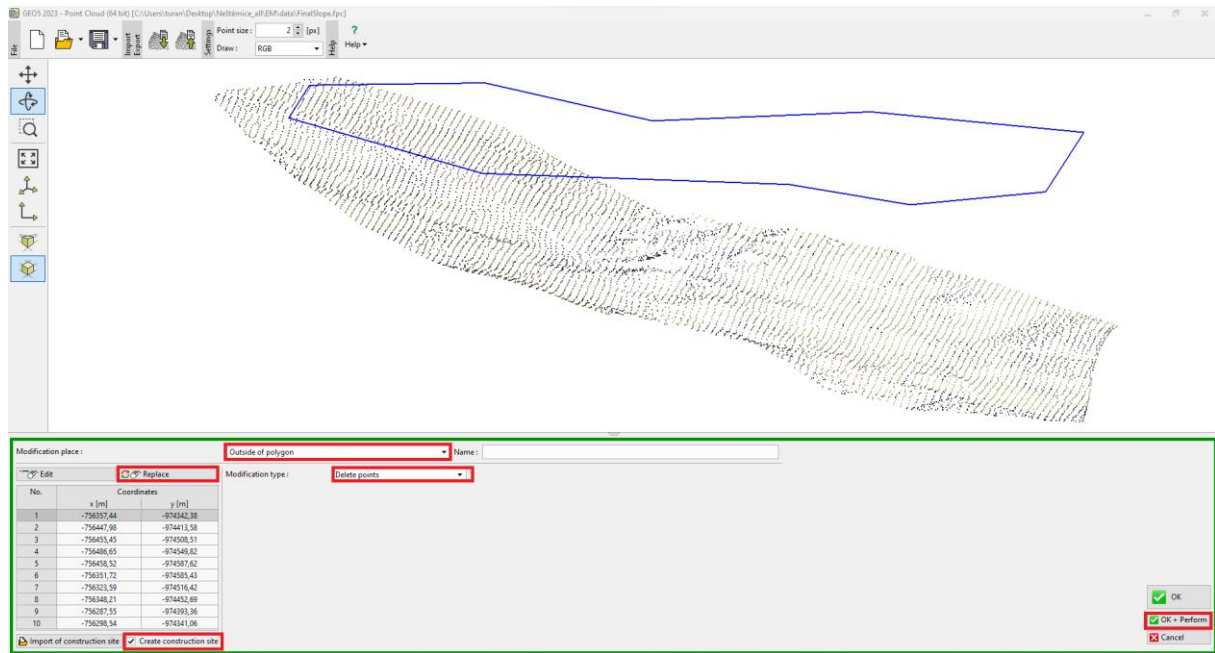 GEO5 2023 - Point Cloud (64 bit) [C:\Users\turan\Desktop\Neštěmice_all\EM\data\FinalSlope.fpc]
File
Import
Export
Settings
Point size :
2
[px]
Draw :
RGB
Help
?
Help
Modification place :
Outside of polygon
Name :
Edit
Replace
Modification type :
Delete points
No.
Coordinates
x [m]
y [m]
1 -756357,44 -974342,38
2 -756447,98 -974413,58
3 -756455,45 -974508,51
4 -756486,65 -974549,82
5 -756458,52 -974587,62
6 -756351,72 -974585,43
7 -756323,59 -974516,42
8 -756348,21 -974452,69
9 -756287,55 -974393,36
10 -756298,54 -974341,06
Import of construction site
Create construction site
OK
OK + Perform
Cancel